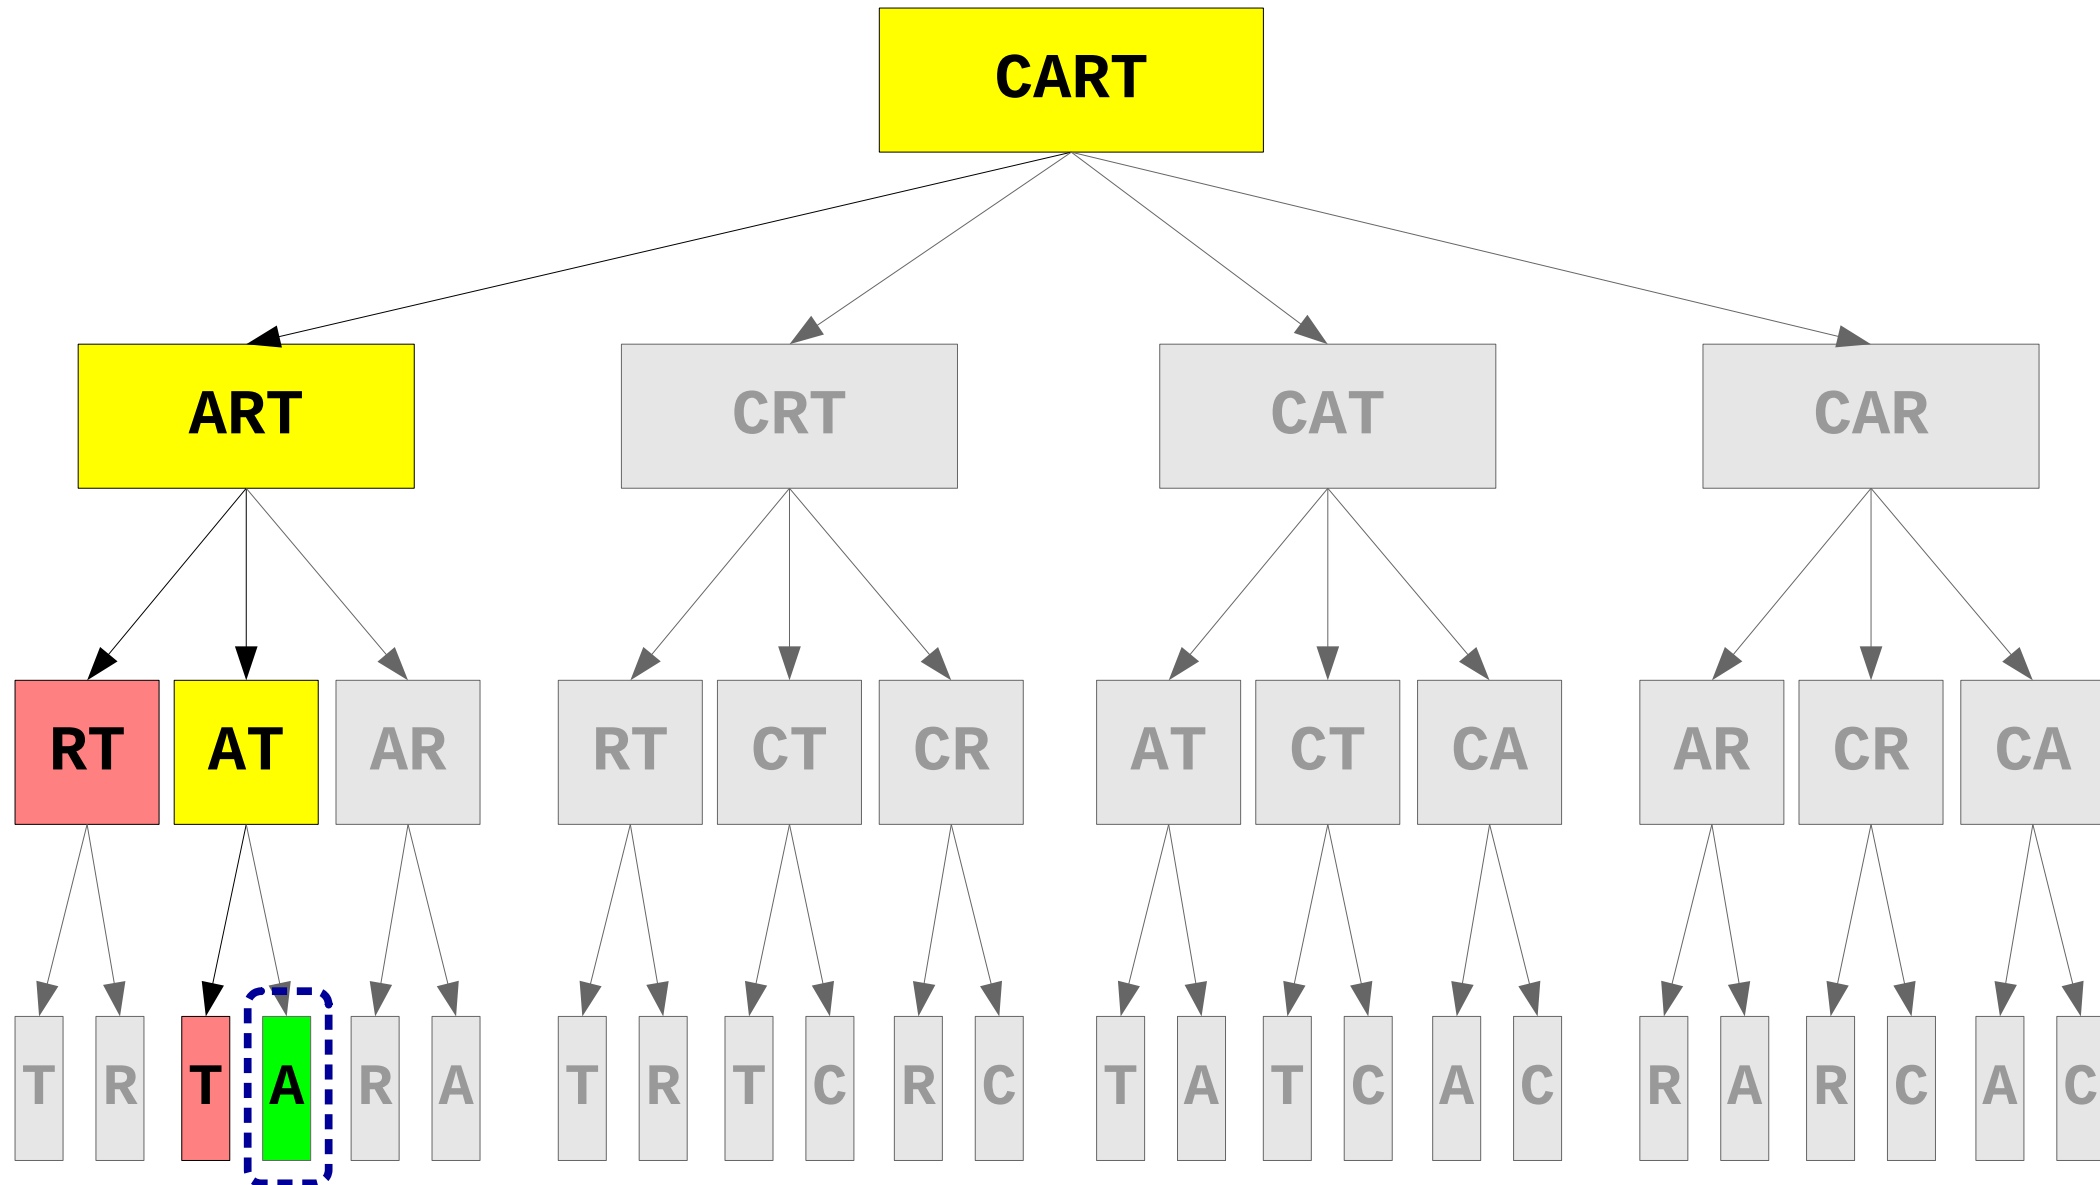 CART
ART CRT CAT CAR
RT AT AR RT CT CR AT CT CA AR CR CA
T R T A R A T R T C R C T A T C A C R A R C A C